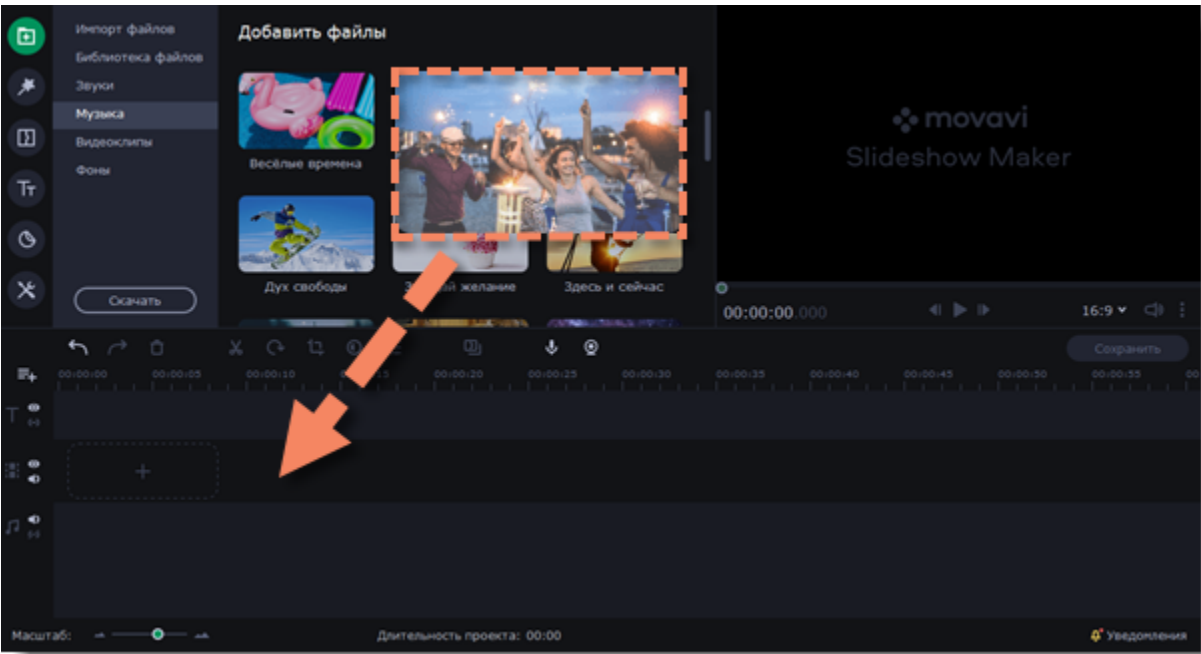 Импорт файлов
Библиотека файлов
Звуки
Музыка
Видеоклипы
Фоны
Скачать
Добавить файлы
Весёлые времена
Дух свободы
желание
Здесь и сейчас
movavi
Slideshow Maker
00:00:00.000
16:9
Сохранить
00:00:00 00:00:05 00:00:10 15 00:00:20 00:00:25 00:00:30 00:00:35 00:00:40 00:00:45 00:00:50 00:00:55 00
Масштаб:
Длительность проекта: 00:00
Уведомления